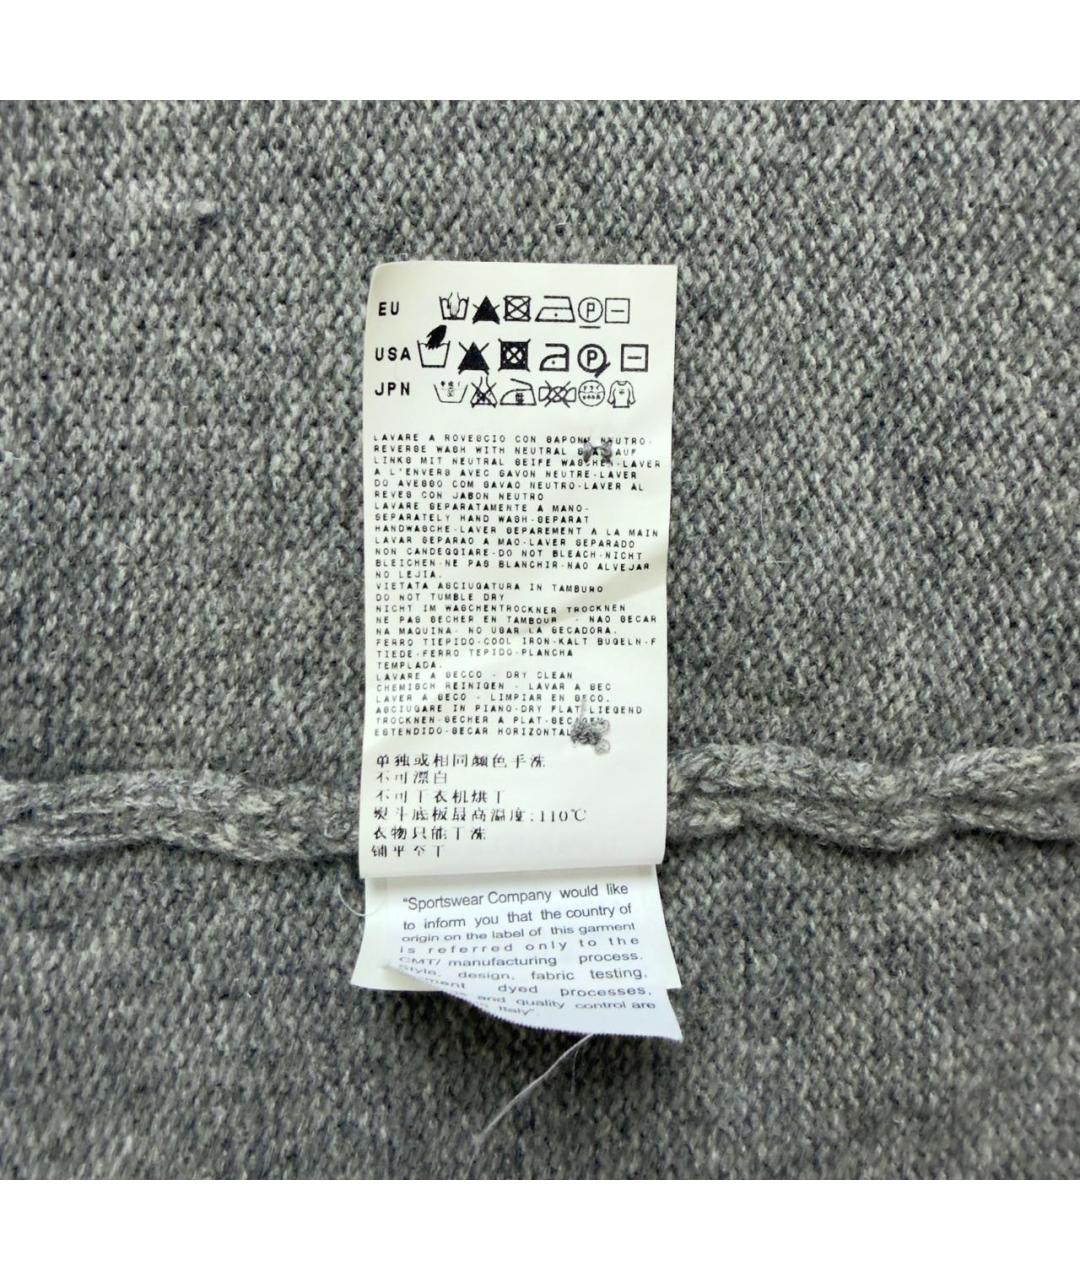 EU
USA
JPN
LAVARE A ROVESCIO CON SAPONE NEUTRO-
REVERSE WASH WITH NEUTRAL AUF
LINKS MIT NEUTRAL SEIFE WASCHEN-LAVER
A L'ENVERS AVEC SAVON NEUTRE-LAVER
DO AVESSO COM SAVAO NEUTRO-LAVER AL
REVES CON JABON NEUTRO
LAVARE SEPARATAMENTE A MANO-
SEPARATELY HAND WASH-SEPARAT
HANDWASCHE-LAVER SEPAREMENT A LA MAIN
LAVAR SEPARAO A MAO-LAVER SEPARADO
NON CANDEGGIARE-DO NOT BLEACH-NICHT
BLEICHEN-NE PAS BLANCHIR-NAO ALVEJAR
NO LEJIA.
VIETATA ASCIUGATURA IN TAMBURO
DO NOT TUMBLE DRY
NICHT IM WASCHENTROCKNER TROCKNEN
NE PAS SECHER EN TAMBOUR - NAO SECAR
NA MAQUINA- NO USAR LA SECADORA.
FERRO TIEPIDO-COOL IRON-KALT BUGELN-F
TIEDE-FERRO TEPIDO-PLANCHA
TEMPLADA.
LAVARE A SECCO - DRY CLEAN
CHEMISCH REINIGEN - LAVAR A SEC
LAVER A SECO - LIMPIAR EN SECO.
ASCIUGARE IN PIANO-DRY FLAT LIEGEND
TROCKNEN-SECHER A PLAT-SECAGEM
ESTENDIDO-SECAR HORIZONTAL
单独或相同颜色手洗
不可漂白
不可干衣机烘干
熨斗底板最高温度:110℃
衣物只能干洗
铺平至干
"Sportswear Company would like
to inform you that the country of
origin on the label of this garment
is referred only to the
CMT/ manufacturing process.
Style, design, fabric testing,
dyed processes,
and quality control are
Italy".